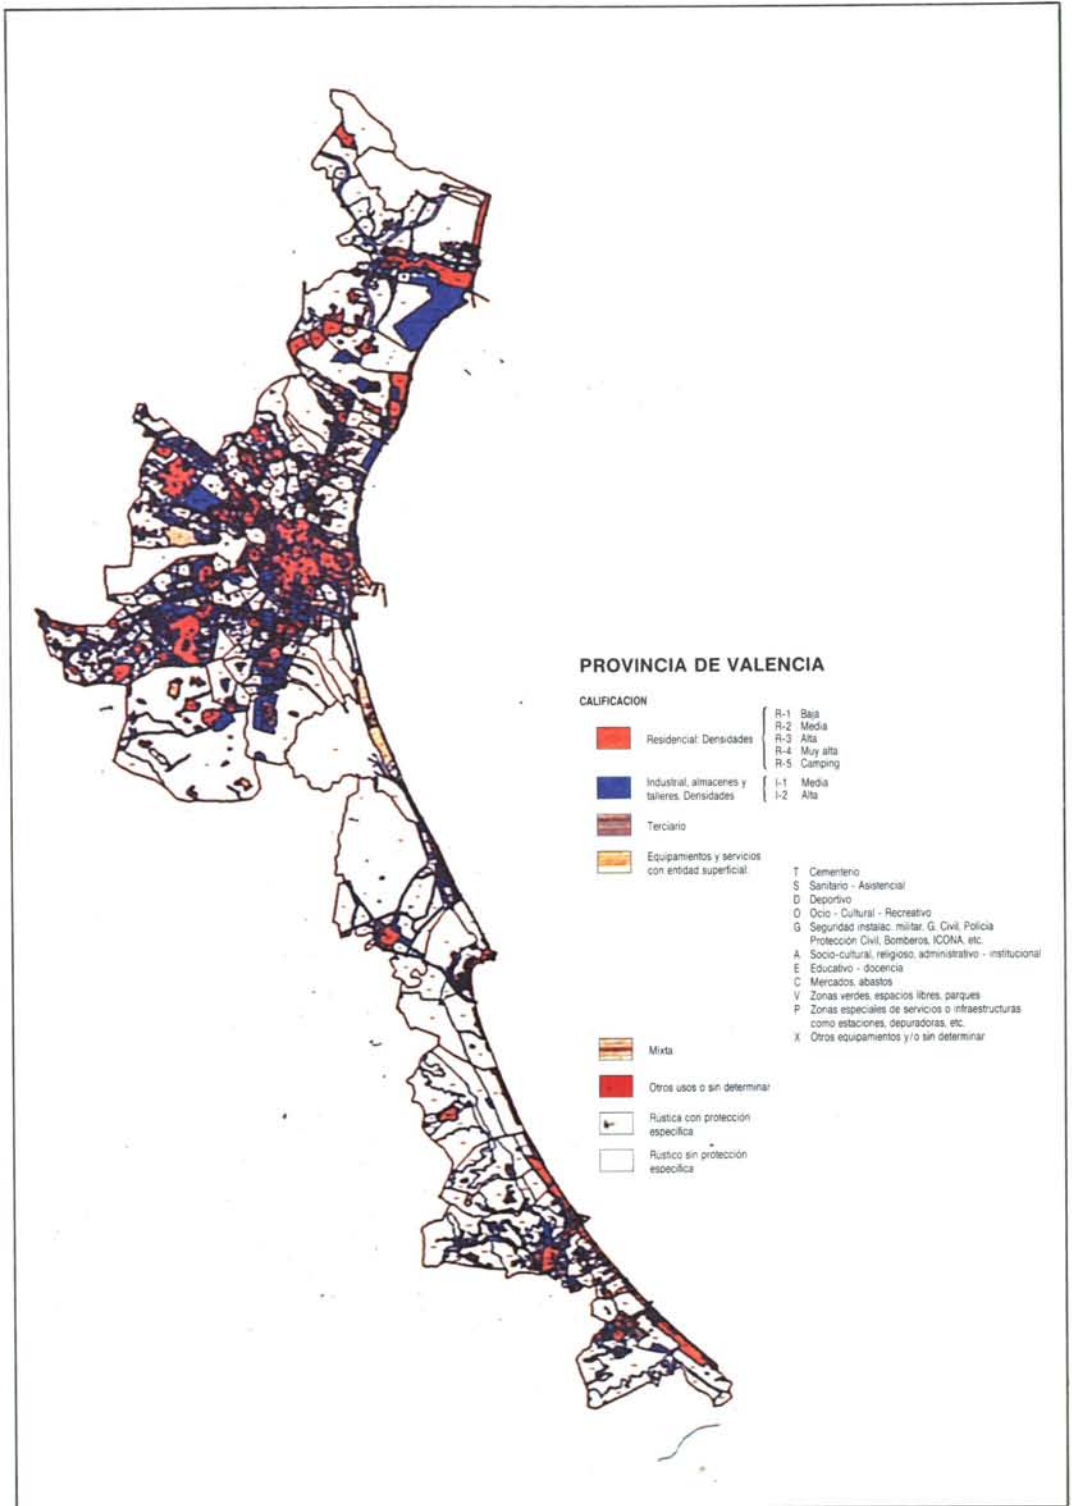 PROVINCIA DE VALENCIA
CALIFICACION
Residencial: Densidades
R-1 Baja
R-2 Media
R-3 Alta
R-4 Muy alta
R-5 Camping
Industrial, almacenes y
talleres. Densidades
I-1 Media
I-2 Alta
Terciario
Equipamientos y servicios
con entidad superficial:
T Cementerio
S Sanitario - Asistencial
D Deportivo
O Ocio - Cultural - Recreativo
G Seguridad instalac. militar, G. Civil, Policia
Protección Civil, Bomberos, ICONA, etc.
A Socio-cultural, religioso, administrativo - institucional
E Educativo - docencia
C Mercados, abastos
V Zonas verdes, espacios libres, parques
P Zonas especiales de servicios o infraestructuras
como estaciones, depuradoras, etc.
X Otros equipamientos y/o sin determinar
Mixta
Otros usos o sin determinar
Rústica con protección
especifica
Rústico sin protección
especifica